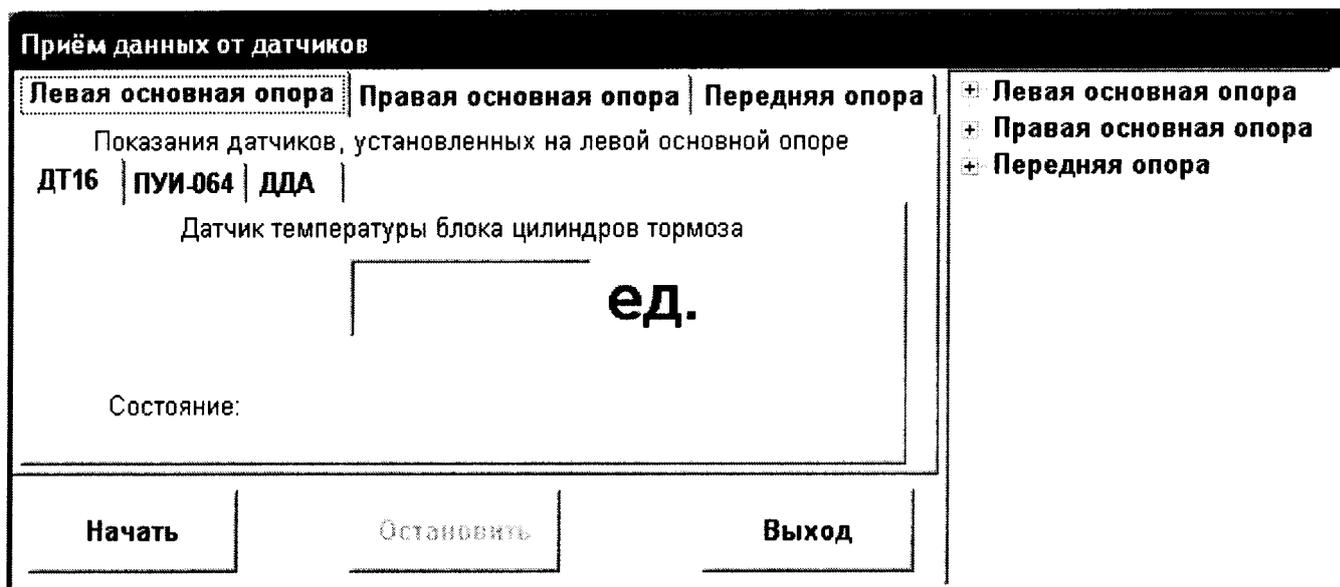 Приём данных от датчиков
Левая основная опора Правая основная опора Передняя опора
Показания датчиков, установленных на левой основной опоре
ДТ16 ПУИ-064 ДДА
Датчик температуры блока цилиндров тормоза
ед.
Состояние:
Начать Остановить Выход
Левая основная опора
Правая основная опора
Передняя опора